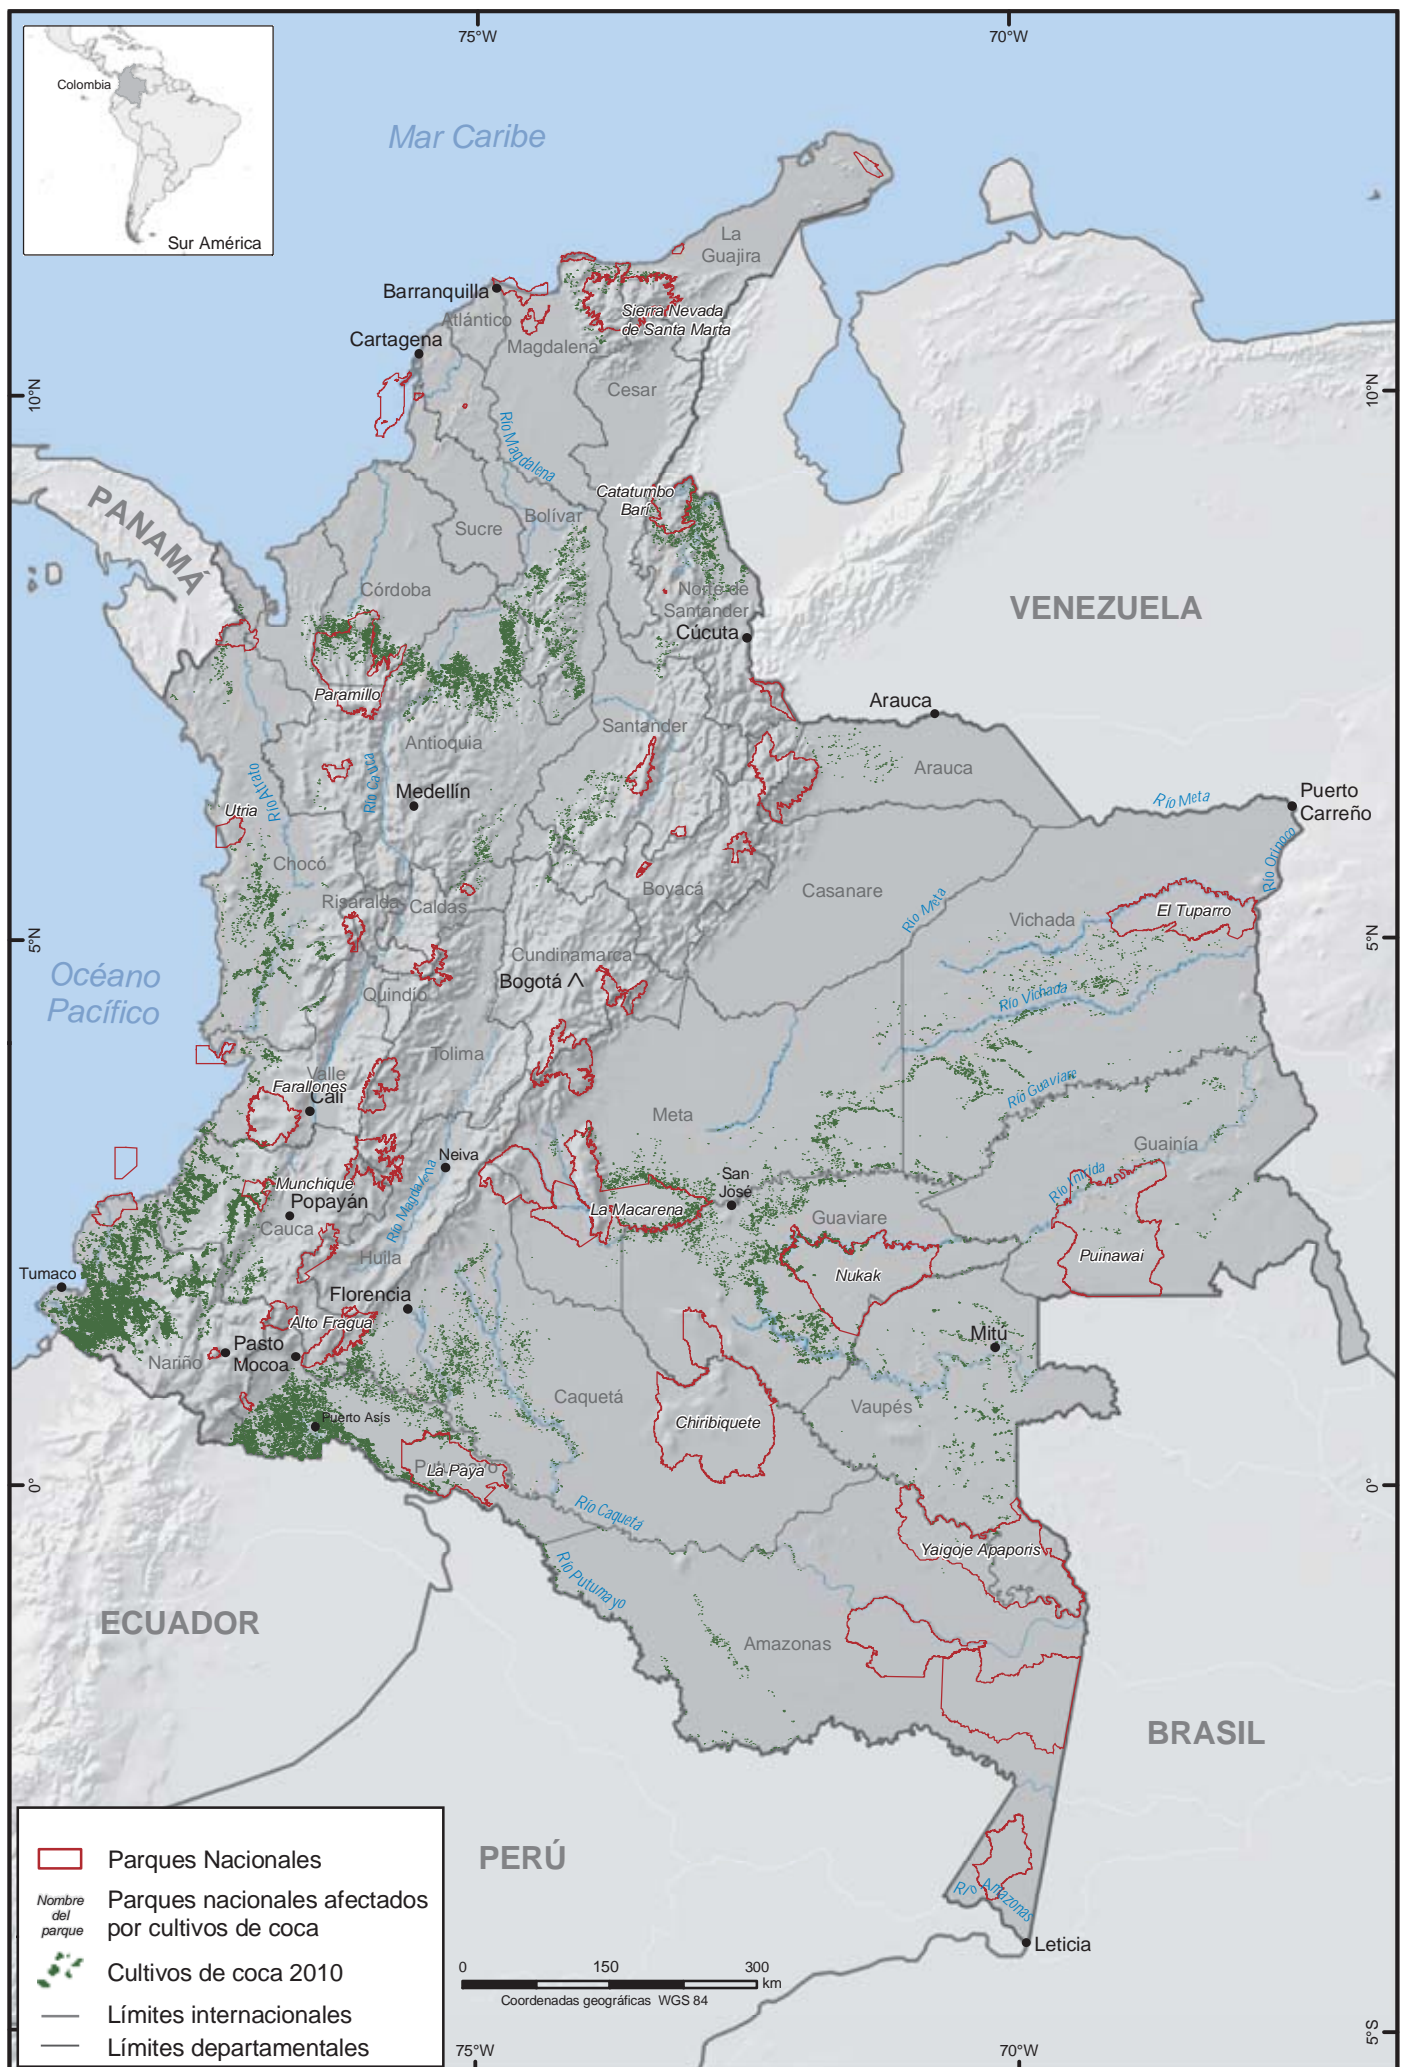 75°W
70°W
Colombia
Sur América
Mar Caribe
La
Guajira
Barranquilla
Atlántico
Sierra Nevada
de Santa Marta
Cartagena
Magdalena
Cesar
10°N
10°N
Río Magdalena
Catatumbo
Barí
PANAMÁ
Sucre
Bolívar
Córdoba
Norte de
Santander
VENEZUELA
Cúcuta
Paramillo
Arauca
Santander
Antioquia
Arauca
Río Atrato
Río Cauca
Medellín
Río Meta
Puerto
Carreño
Utria
Río Orinoco
Chocó
Boyacá
Casanare
Risaralda
Caldas
Río Meta
Vichada
El Tuparro
5°N
5°N
Cundinamarca
Océano
Pacífico
Bogotá
Quindío
Río Vichada
Tolima
Valle
Farallones
Cali
Río Guaviare
Meta
Guainía
Neiva
Munchique
San
José
Río Inírida
Popayán
La Macarena
Cauca
Río Magdalena
Guaviare
Huila
Puinawai
Nukak
Tumaco
Florencia
Alto Fragua
Mitu
Pasto
Mocoa
Nariño
Caquetá
Vaupés
Chiribiquete
Puerto Asís
Putumayo
La Paya
0°
0°
Río Caquetá
Yaigoje Apaporis
Río Putumayo
ECUADOR
Amazonas
BRASIL
PERÚ
Río Amazonas
Leticia
Parques Nacionales
Nombre
del
parque
Parques nacionales afectados
por cultivos de coca
Cultivos de coca 2010
Límites internacionales
Límites departamentales
0
150
300
km
Coordenadas geográficas WGS 84
5°S
75°W
70°W